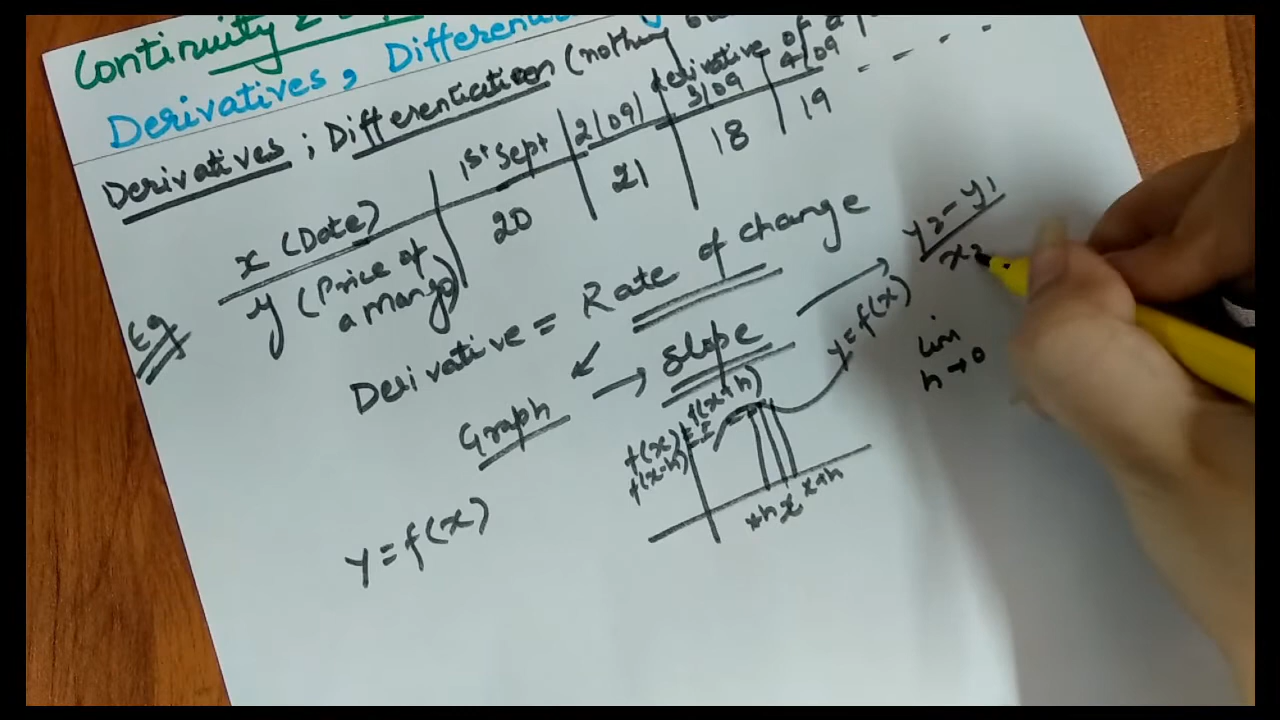 Continuity &
Derivatives, Differen
Derivatives ; Differentiation (nothing but
derivative of a
x (Date) 1st Sept 2/09 3/09 4/09 - - - -
y (Price of a mango) 20 21 18 19
Eg
Derivative = Rate of change
Graph → Slope → y2-y1
x2
y=f(x)
lim
h→0
f(x+h)
f(x)
f(x-h)
x-h x x+h
y=f(x)